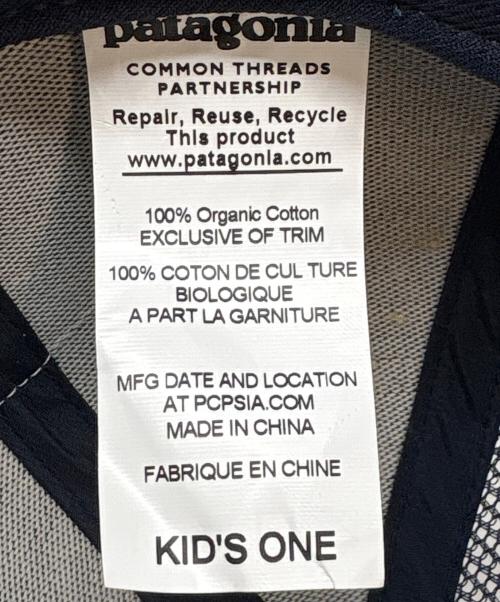 patagonia
COMMON THREADS
PARTNERSHIP
Repair, Reuse, Recycle
This product
www.patagonia.com
100% Organic Cotton
EXCLUSIVE OF TRIM
100% COTON DE CUL TURE
BIOLOGIQUE
A PART LA GARNITURE
MFG DATE AND LOCATION
AT PCPSIA.COM
MADE IN CHINA
FABRIQUE EN CHINE
KID'S ONE